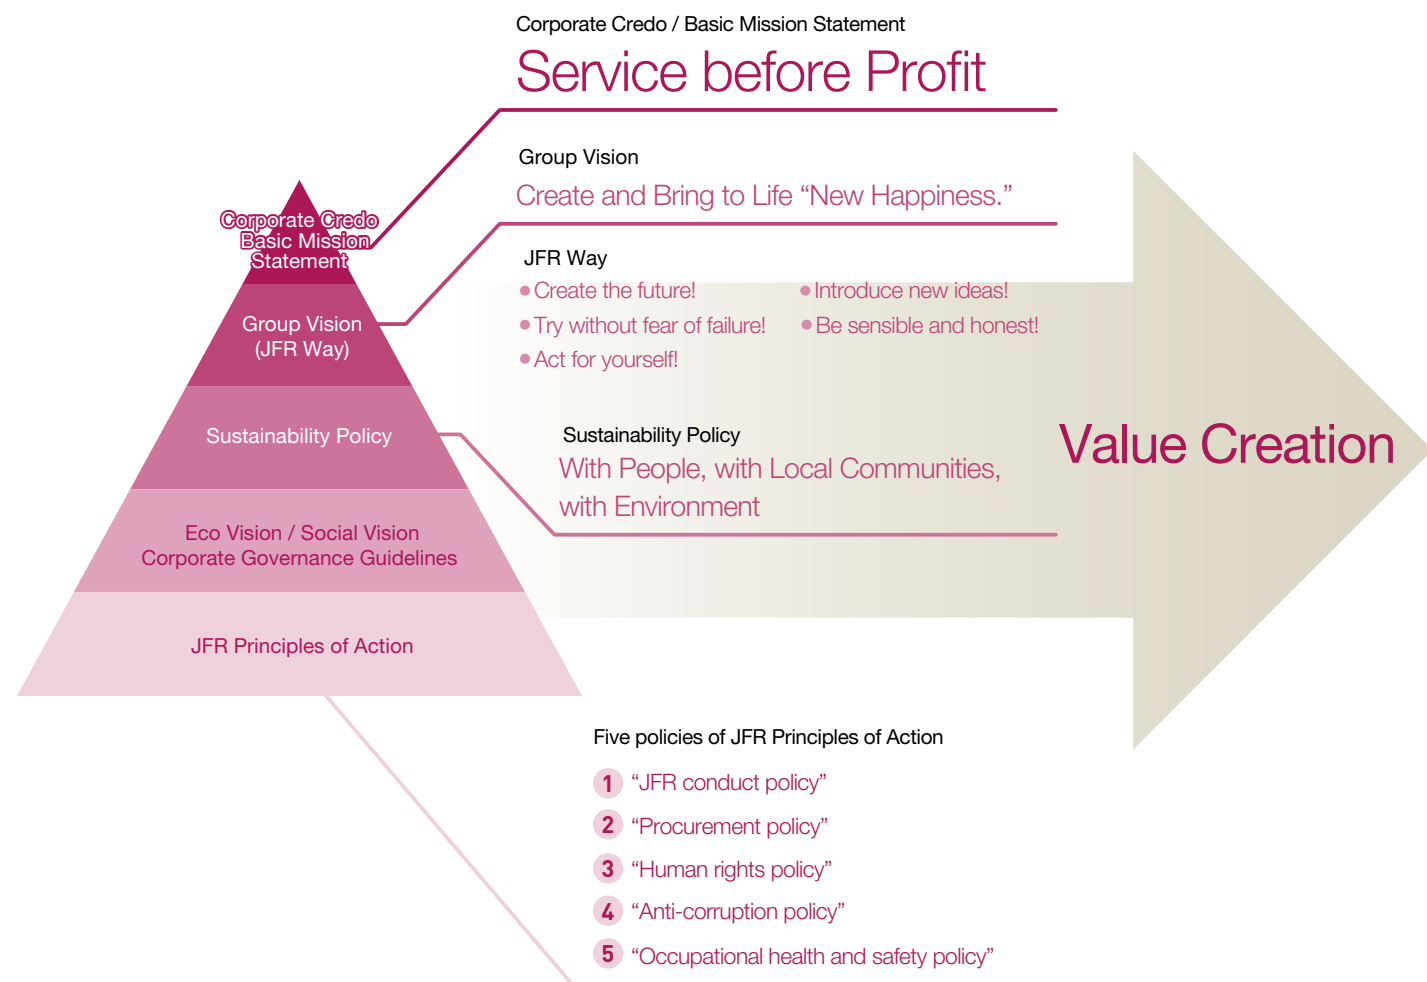 Corporate Credo / Basic Mission Statement
Service before Profit
Group Vision
Create and Bring to Life “New Happiness.”
JFR Way
●Create the future!
●Introduce new ideas!
●Try without fear of failure!
●Be sensible and honest!
●Act for yourself!
Corporate Credo
Basic Mission
Statement
Group Vision
(JFR Way)
Sustainability Policy
Eco Vision / Social Vision
Corporate Governance Guidelines
JFR Principles of Action
Sustainability Policy
With People, with Local Communities,
with Environment
Value Creation
Five policies of JFR Principles of Action
1 “JFR conduct policy”
2 “Procurement policy”
3 “Human rights policy”
4 “Anti-corruption policy”
5 “Occupational health and safety policy”